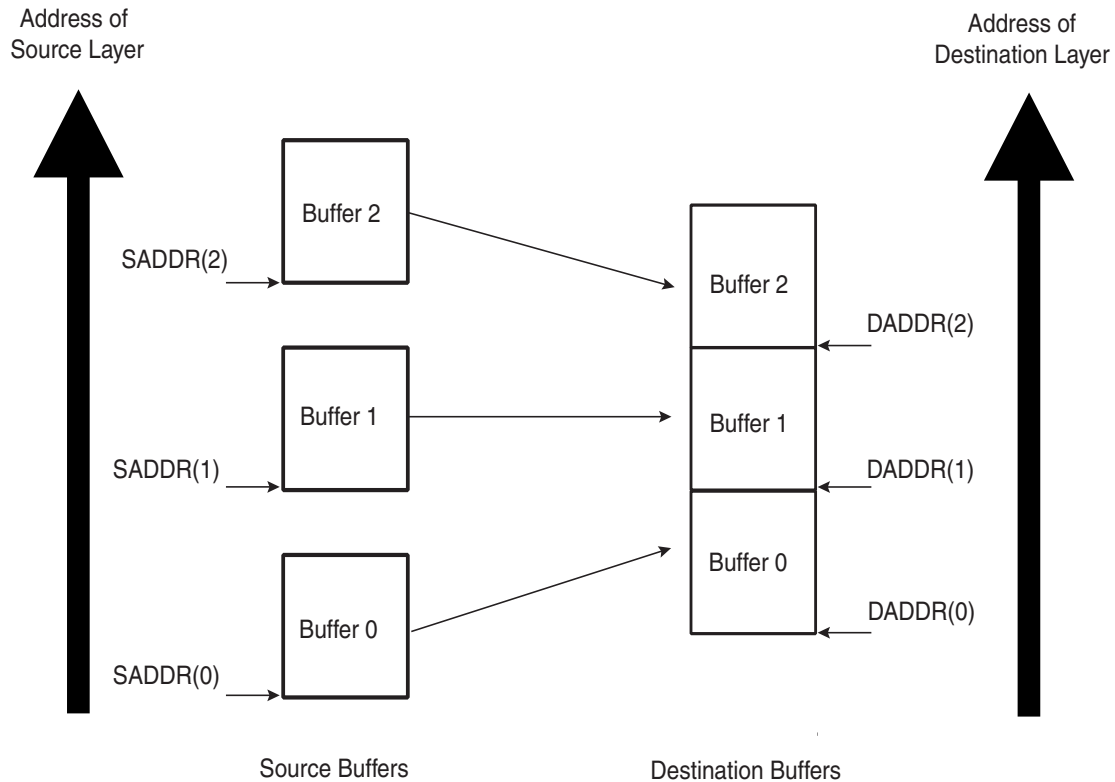 Address of
Source Layer
Address of
Destination Layer
Buffer 2
SADDR(2)
Buffer 2
DADDR(2)
Buffer 1
Buffer 1
SADDR(1)
DADDR(1)
Buffer 0
Buffer 0
DADDR(0)
SADDR(0)
Source Buffers
Destination Buffers